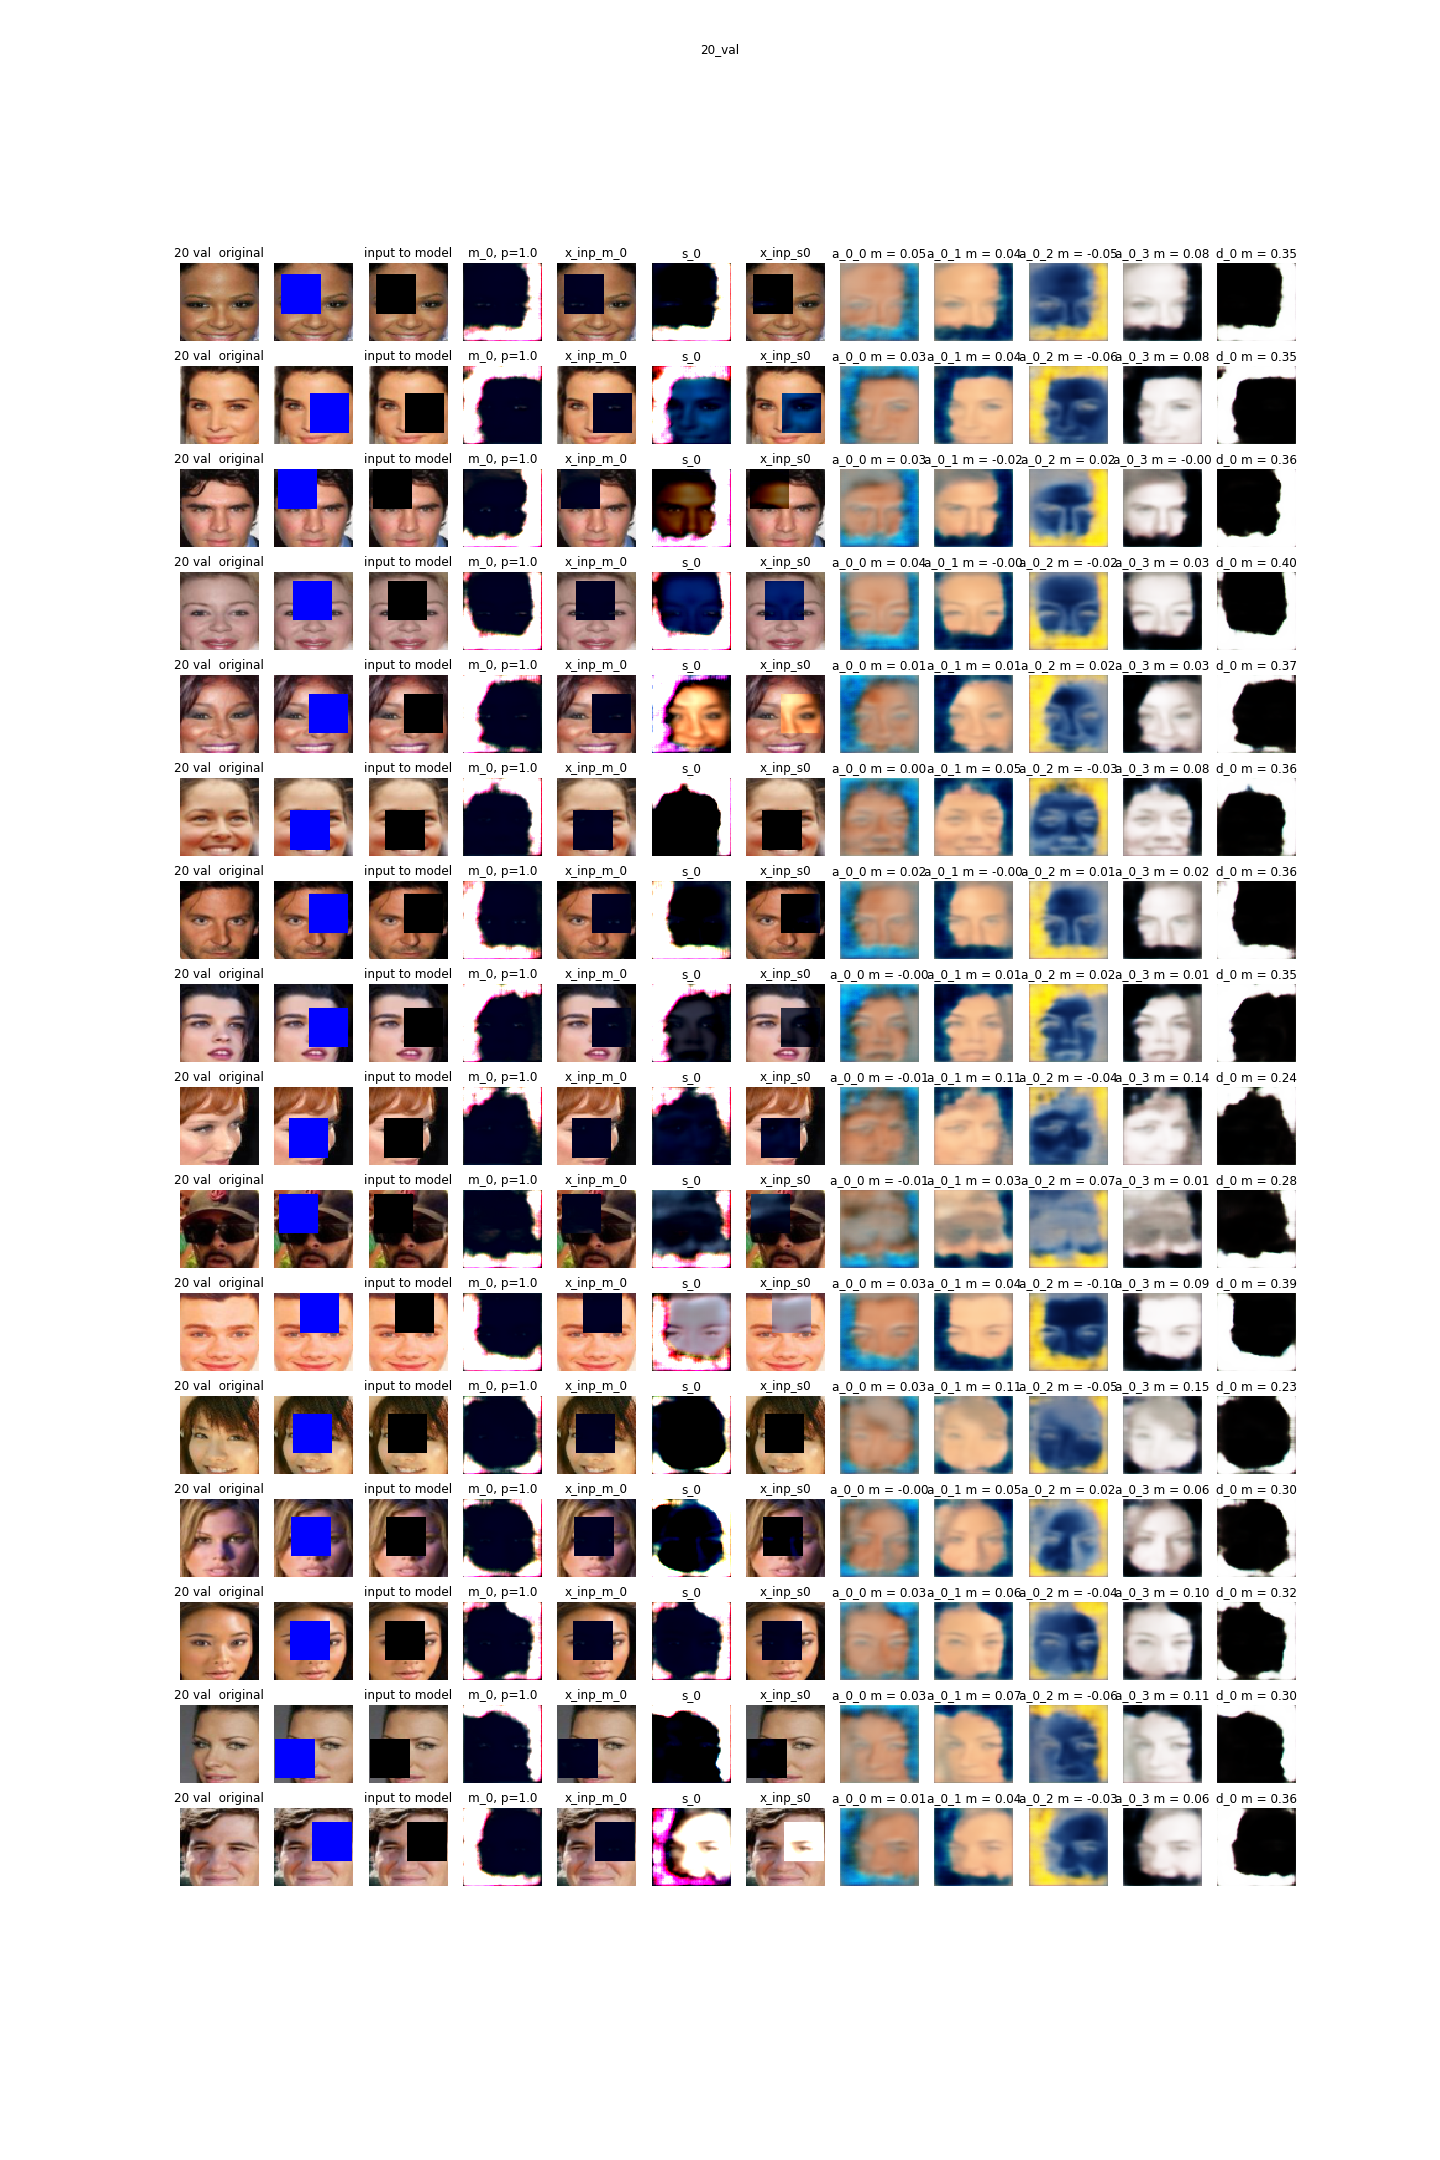 20_val
20 val original input to model m_0, p=1.0 x_inp_m_0 s_0 x_inp_s0 a_0_0 m = 0.05 a_0_1 m = 0.04 a_0_2 m = -0.05 a_0_3 m = 0.08 d_0 m = 0.35
20 val original input to model m_0, p=1.0 x_inp_m_0 s_0 x_inp_s0 a_0_0 m = 0.03 a_0_1 m = 0.04 a_0_2 m = -0.06 a_0_3 m = 0.08 d_0 m = 0.35
20 val original input to model m_0, p=1.0 x_inp_m_0 s_0 x_inp_s0 a_0_0 m = 0.03 a_0_1 m = -0.02 a_0_2 m = 0.02 a_0_3 m = -0.00 d_0 m = 0.36
20 val original input to model m_0, p=1.0 x_inp_m_0 s_0 x_inp_s0 a_0_0 m = 0.04 a_0_1 m = -0.00 a_0_2 m = -0.02 a_0_3 m = 0.03 d_0 m = 0.40
20 val original input to model m_0, p=1.0 x_inp_m_0 s_0 x_inp_s0 a_0_0 m = 0.01 a_0_1 m = 0.01 a_0_2 m = 0.02 a_0_3 m = 0.03 d_0 m = 0.37
20 val original input to model m_0, p=1.0 x_inp_m_0 s_0 x_inp_s0 a_0_0 m = 0.00 a_0_1 m = 0.05 a_0_2 m = -0.03 a_0_3 m = 0.08 d_0 m = 0.36
20 val original input to model m_0, p=1.0 x_inp_m_0 s_0 x_inp_s0 a_0_0 m = 0.02 a_0_1 m = -0.00 a_0_2 m = 0.01 a_0_3 m = 0.02 d_0 m = 0.36
20 val original input to model m_0, p=1.0 x_inp_m_0 s_0 x_inp_s0 a_0_0 m = -0.00 a_0_1 m = 0.01 a_0_2 m = 0.02 a_0_3 m = 0.01 d_0 m = 0.35
20 val original input to model m_0, p=1.0 x_inp_m_0 s_0 x_inp_s0 a_0_0 m = -0.01 a_0_1 m = 0.11 a_0_2 m = -0.04 a_0_3 m = 0.14 d_0 m = 0.24
20 val original input to model m_0, p=1.0 x_inp_m_0 s_0 x_inp_s0 a_0_0 m = -0.01 a_0_1 m = 0.03 a_0_2 m = 0.07 a_0_3 m = 0.01 d_0 m = 0.28
20 val original input to model m_0, p=1.0 x_inp_m_0 s_0 x_inp_s0 a_0_0 m = 0.03 a_0_1 m = 0.04 a_0_2 m = -0.10 a_0_3 m = 0.09 d_0 m = 0.39
20 val original input to model m_0, p=1.0 x_inp_m_0 s_0 x_inp_s0 a_0_0 m = 0.03 a_0_1 m = 0.11 a_0_2 m = -0.05 a_0_3 m = 0.15 d_0 m = 0.23
20 val original input to model m_0, p=1.0 x_inp_m_0 s_0 x_inp_s0 a_0_0 m = -0.00 a_0_1 m = 0.05 a_0_2 m = 0.02 a_0_3 m = 0.06 d_0 m = 0.30
20 val original input to model m_0, p=1.0 x_inp_m_0 s_0 x_inp_s0 a_0_0 m = 0.03 a_0_1 m = 0.06 a_0_2 m = -0.04 a_0_3 m = 0.10 d_0 m = 0.32
20 val original input to model m_0, p=1.0 x_inp_m_0 s_0 x_inp_s0 a_0_0 m = 0.03 a_0_1 m = 0.07 a_0_2 m = -0.06 a_0_3 m = 0.11 d_0 m = 0.30
20 val original input to model m_0, p=1.0 x_inp_m_0 s_0 x_inp_s0 a_0_0 m = 0.01 a_0_1 m = 0.04 a_0_2 m = -0.03 a_0_3 m = 0.06 d_0 m = 0.36